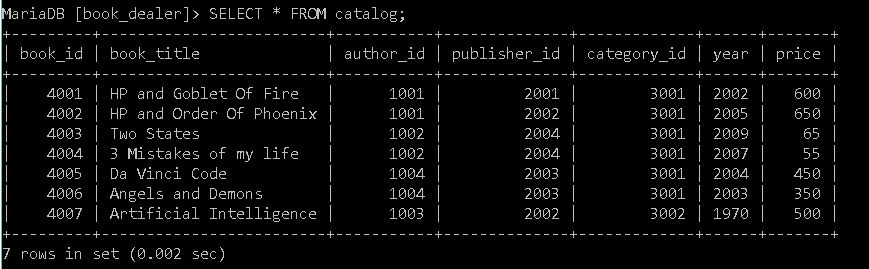 MariaDB [book_dealer]> SELECT * FROM catalog;
+---------+------------------------+-----------+--------------+-------------+------+-------+
| book_id | book_title             | author_id | publisher_id | category_id | year | price |
+---------+------------------------+-----------+--------------+-------------+------+-------+
|    4001 | HP and Goblet Of Fire  |      1001 |         2001 |        3001 | 2002 |   600 |
|    4002 | HP and Order Of Phoenix |      1001 |         2002 |        3001 | 2005 |   650 |
|    4003 | Two States             |      1002 |         2004 |        3001 | 2009 |    65 |
|    4004 | 3 Mistakes of my life  |      1002 |         2004 |        3001 | 2007 |    55 |
|    4005 | Da Vinci Code          |      1004 |         2003 |        3001 | 2004 |   450 |
|    4006 | Angels and Demons      |      1004 |         2003 |        3001 | 2003 |   350 |
|    4007 | Artificial Intelligence |      1003 |         2002 |        3002 | 1970 |   500 |
+---------+------------------------+-----------+--------------+-------------+------+-------+
7 rows in set (0.002 sec)